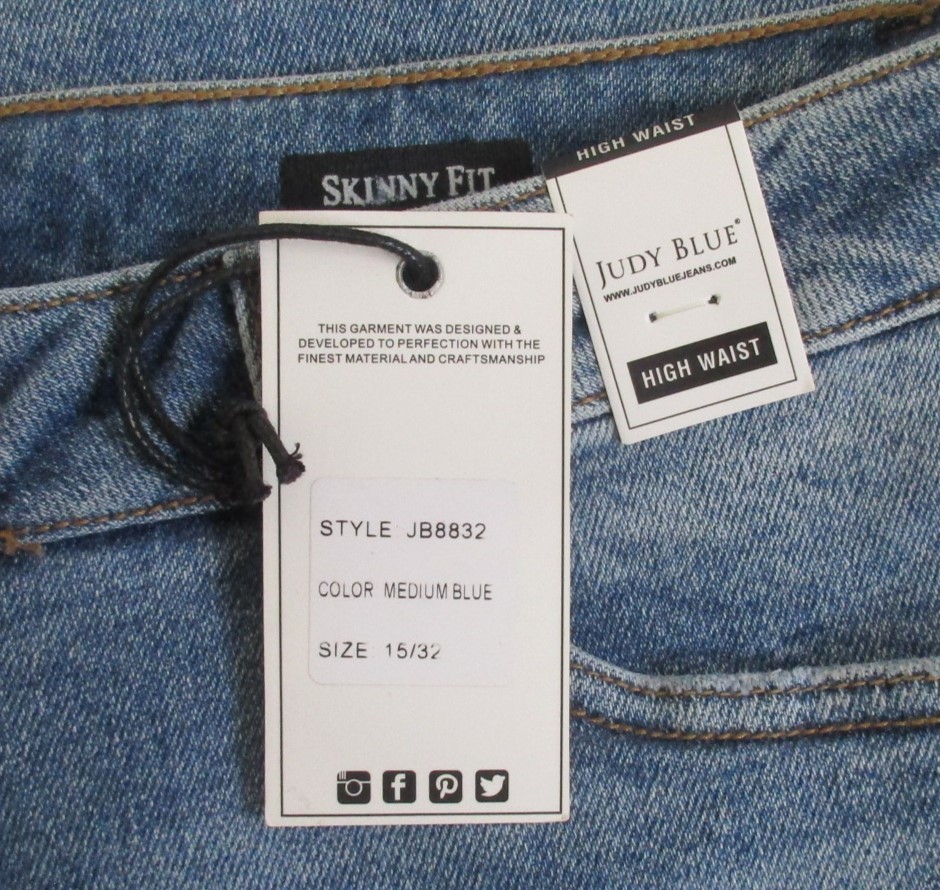 HIGH WAIST
SKINNY FIT
JUDY BLUE®
WWW.JUDYBLUEJEANS.COM
HIGH WAIST
THIS GARMENT WAS DESIGNED &
DEVELOPED TO PERFECTION WITH THE
FINEST MATERIAL AND CRAFTSMANSHIP
STYLE JB8832
COLOR MEDIUM BLUE
SIZE 15/32